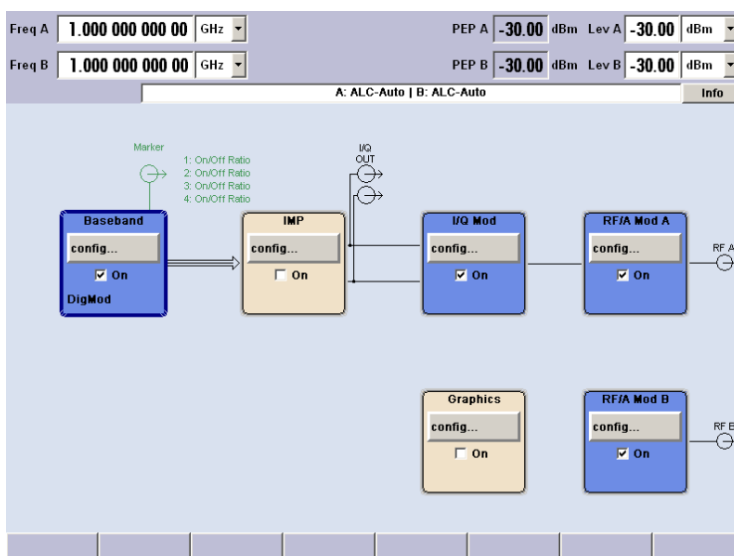 Freq A 1.000 000 000 00 GHz PEP A -30.00 dBm Lev A -30.00 dBm
Freq B 1.000 000 000 00 GHz PEP B -30.00 dBm Lev B -30.00 dBm
A: ALC-Auto | B: ALC-Auto Info
Marker
1: On/Off Ratio
2: On/Off Ratio
3: On/Off Ratio
4: On/Off Ratio
I/Q
OUT
Baseband
config...
On
DigMod
IMP
config...
On
I/Q Mod
config...
On
RF/A Mod A
config...
On
RF A
Graphics
config...
On
RF/A Mod B
config...
On
RF B